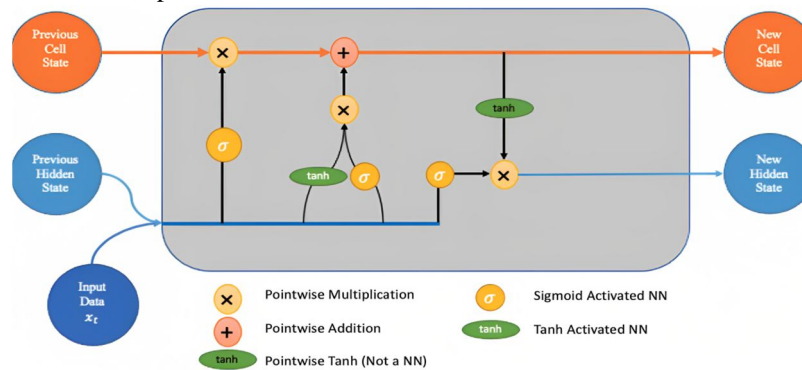 Previous
Cell
State
New
Cell
State
×
+
×
tanh
σ
Previous
Hidden
State
tanh
σ
σ
×
New
Hidden
State
Input
Data
xₜ
× Pointwise Multiplication
σ Sigmoid Activated NN
+ Pointwise Addition
tanh Tanh Activated NN
tanh Pointwise Tanh (Not a NN)